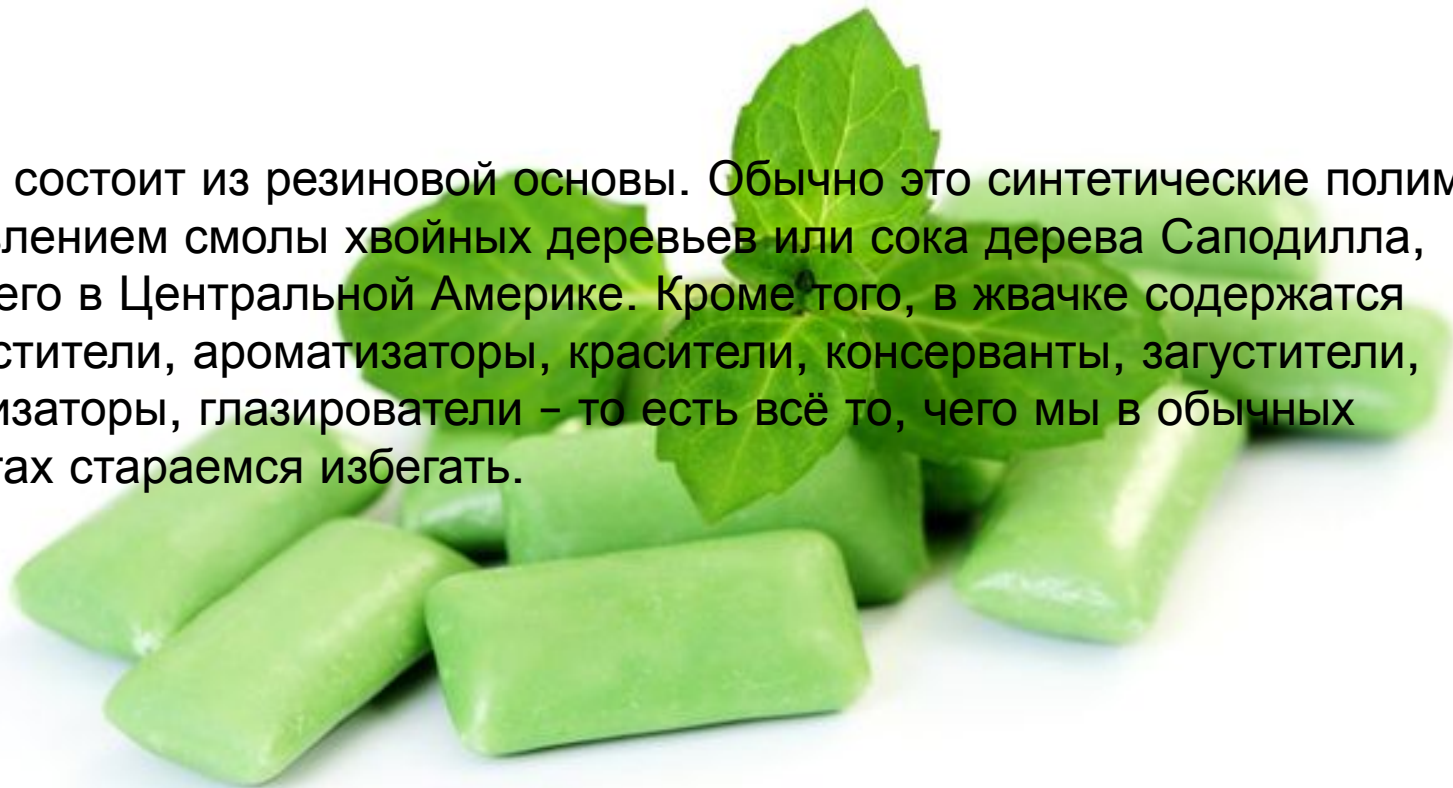 состоит из резиновой основы. Обычно это синтетические полим
влением смолы хвойных деревьев или сока дерева Саподилла,
его в Центральной Америке. Кроме того, в жвачке содержатся
стители, ароматизаторы, красители, консерванты, загустители,
изаторы, глазирователи – то есть всё то, чего мы в обычных
тах стараемся избегать.